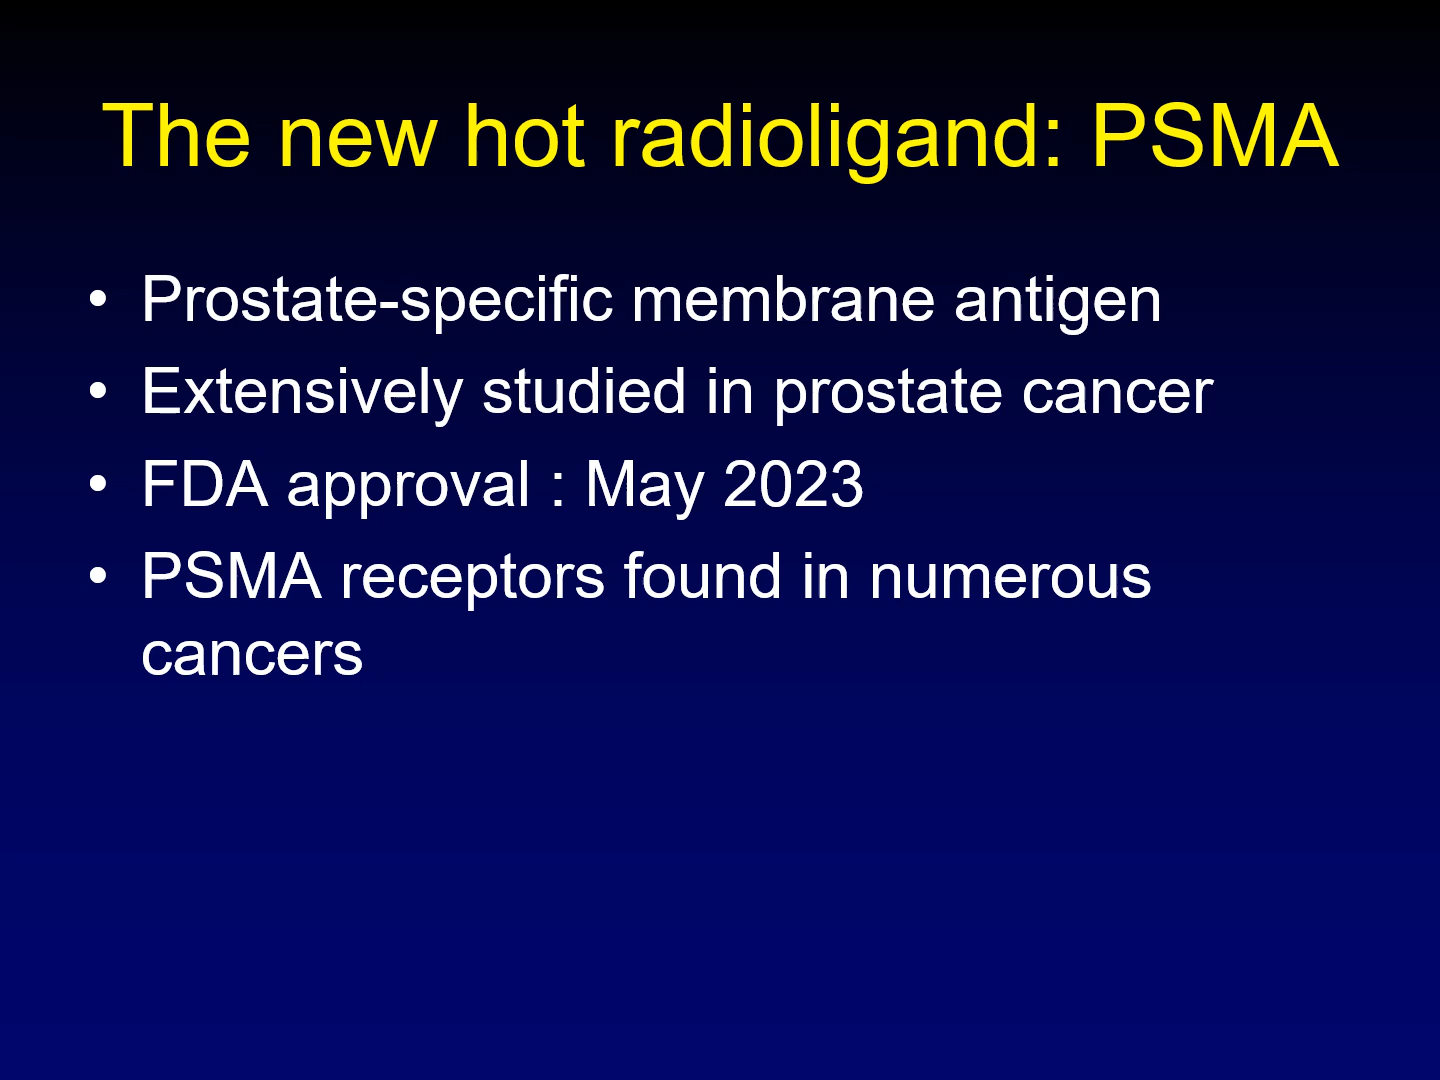 The new hot radioligand: PSMA
• Prostate-specific membrane antigen
• Extensively studied in prostate cancer
• FDA approval : May 2023
• PSMA receptors found in numerous
cancers